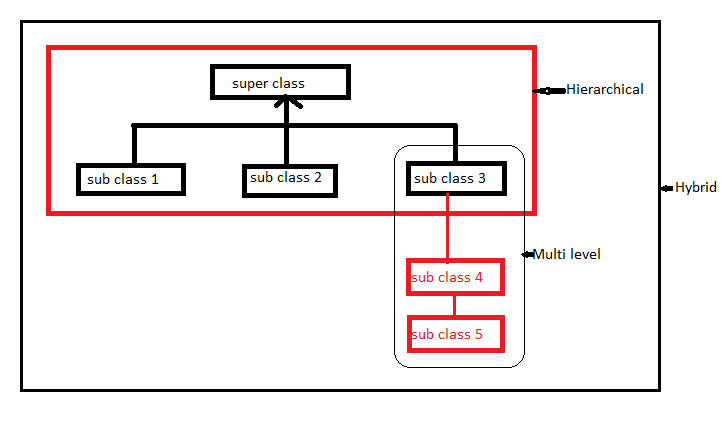 super class
Hierarchical
sub class 1
sub class 2
sub class 3
Hybrid
Multi level
sub class 4
sub class 5